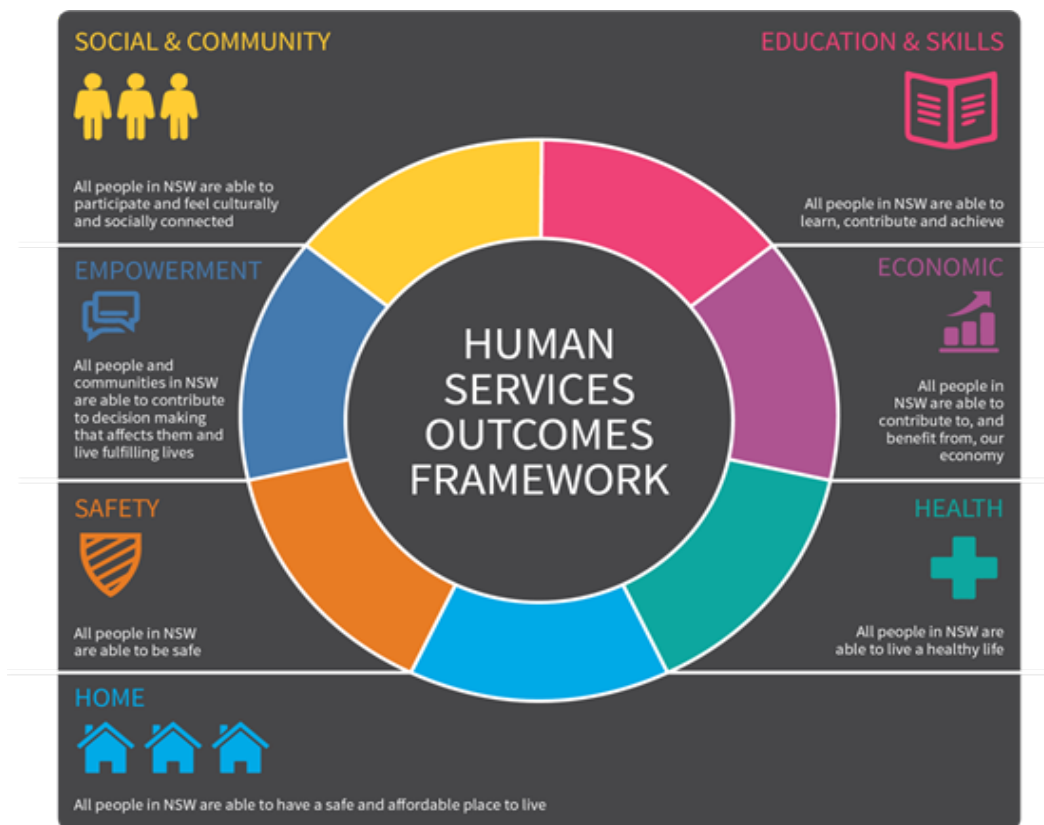 SOCIAL & COMMUNITY
All people in NSW are able to
participate and feel culturally
and socially connected
EDUCATION & SKILLS
All people in NSW are able to
learn, contribute and achieve
EMPOWERMENT
All people and
communities in NSW
are able to contribute
to decision making
that affects them and
live fulfilling lives
HUMAN
SERVICES
OUTCOMES
FRAMEWORK
ECONOMIC
All people in
NSW are able to
contribute to, and
benefit from, our
economy
SAFETY
All people in NSW
are able to be safe
HEALTH
All people in NSW are
able to live a healthy life
HOME
All people in NSW are able to have a safe and affordable place to live